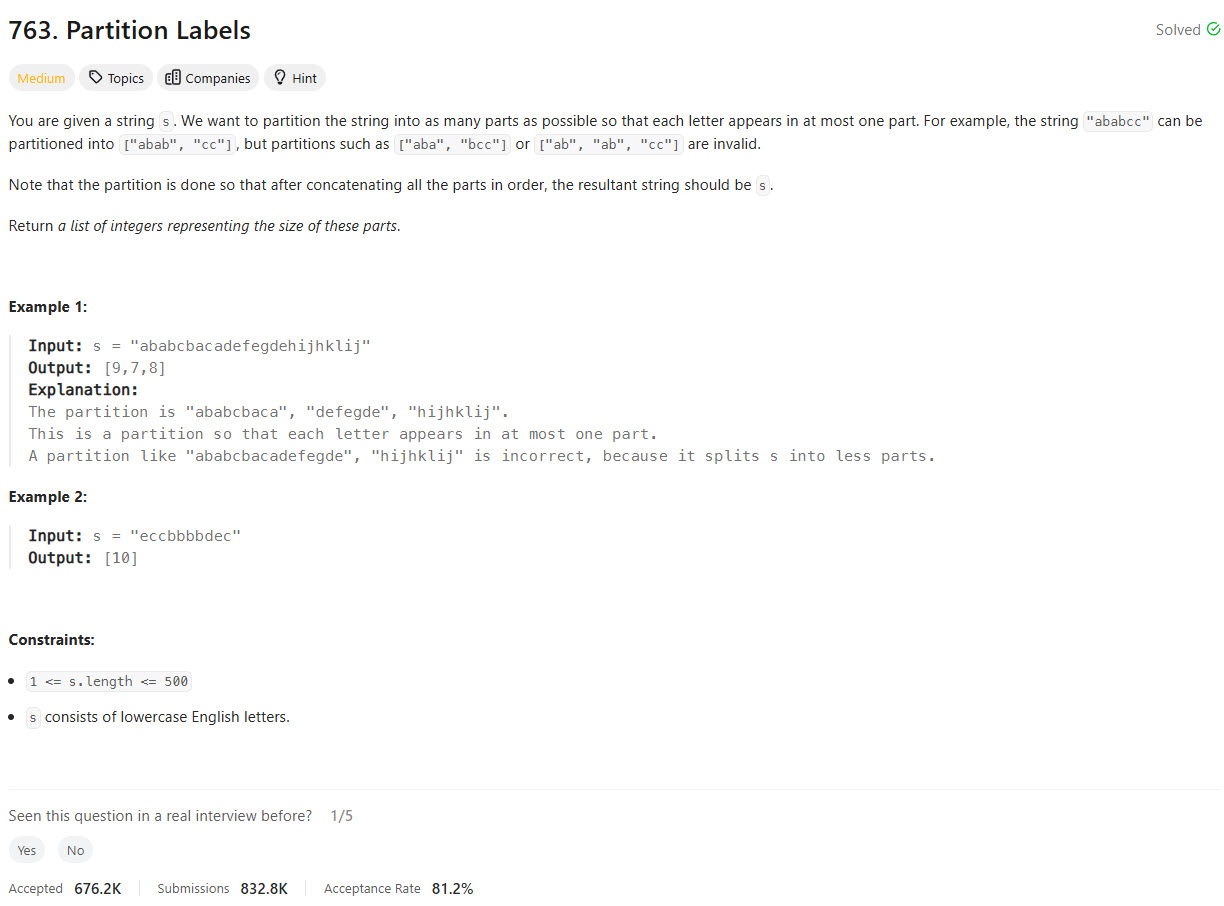 763. Partition Labels
Solved
Medium Topics Companies Hint
You are given a string s. We want to partition the string into as many parts as possible so that each letter appears in at most one part. For example, the string "ababcc" can be
partitioned into ["abab", "cc"], but partitions such as ["aba", "bcc"] or ["ab", "ab", "cc"] are invalid.
Note that the partition is done so that after concatenating all the parts in order, the resultant string should be s.
Return a list of integers representing the size of these parts.
Example 1:
Input: s = "ababcbacadefegdehijhklij"
Output: [9,7,8]
Explanation:
The partition is "ababcbaca", "defegde", "hijhklij".
This is a partition so that each letter appears in at most one part.
A partition like "ababcbacadefegde", "hijhklij" is incorrect, because it splits s into less parts.
Example 2:
Input: s = "eccbbbbdec"
Output: [10]
Constraints:
• 1 <= s.length <= 500
• s consists of lowercase English letters.
Seen this question in a real interview before? 1/5
Yes No
Accepted 676.2K Submissions 832.8K Acceptance Rate 81.2%